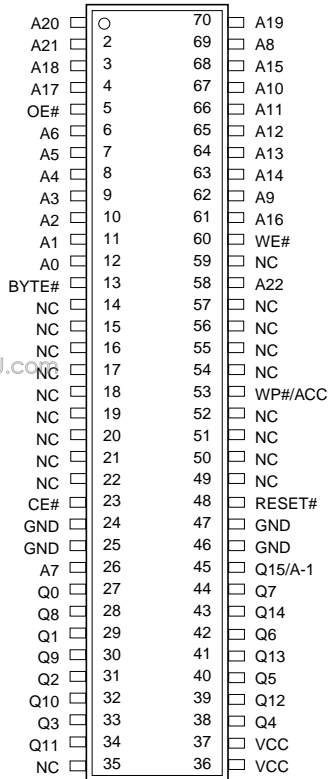 A20 70 A19
A21 2 69 A8
A18 3 68 A15
A17 4 67 A10
OE# 5 66 A11
A6 6 65 A12
A5 7 64 A13
A4 8 63 A14
A3 9 62 A9
A2 10 61 A16
A1 11 60 WE#
A0 12 59 NC
BYTE# 13 58 A22
NC 14 57 NC
NC 15 56 NC
NC 16 55 NC
NC 17 54 NC
NC 18 53 WP#/ACC
NC 19 52 NC
NC 20 51 NC
NC 21 50 NC
NC 22 49 NC
CE# 23 48 RESET#
GND 24 47 GND
GND 25 46 GND
A7 26 45 Q15/A-1
Q0 27 44 Q7
Q8 28 43 Q14
Q1 29 42 Q6
Q9 30 41 Q13
Q2 31 40 Q5
Q10 32 39 Q12
Q3 33 38 Q4
Q11 34 37 VCC
NC 35 36 VCC